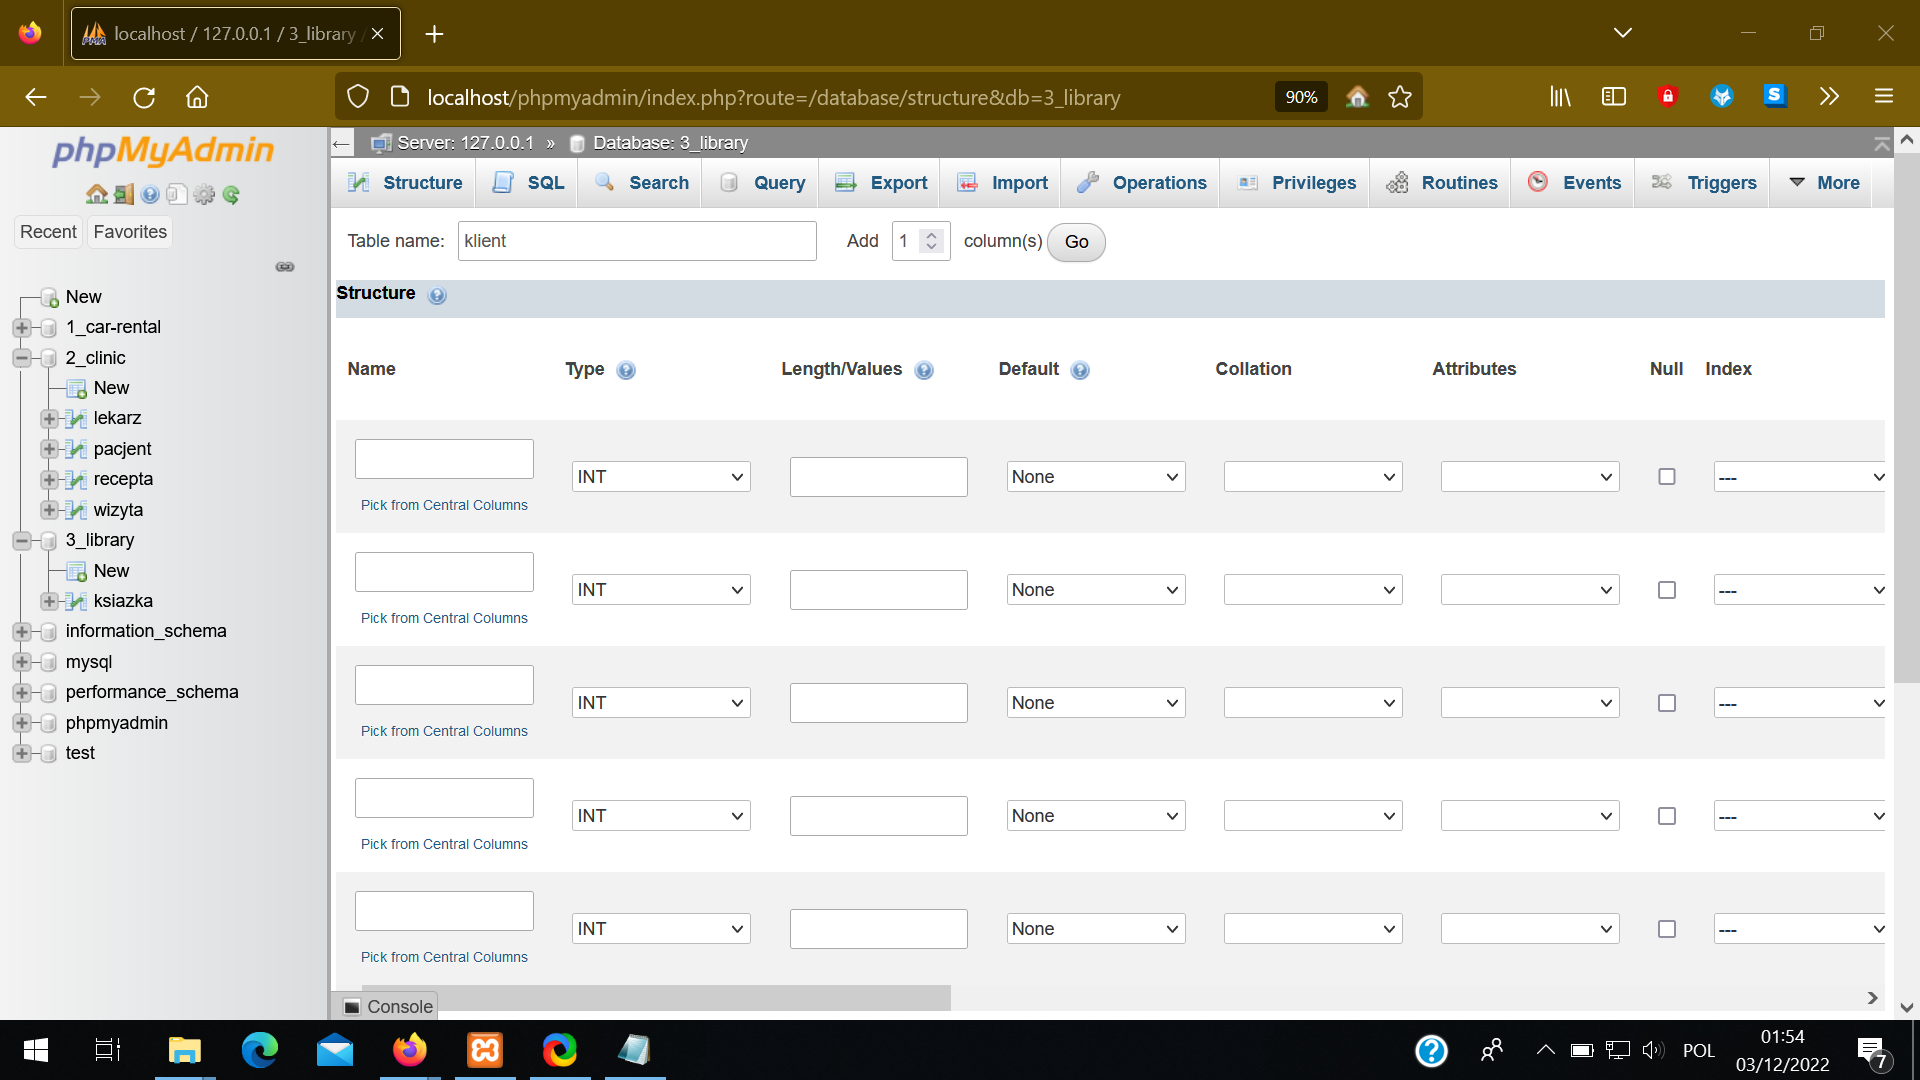 localhost / 127.0.0.1 / 3_library /
localhost/phpmyadmin/index.php?route=/database/structure&db=3_library
90%
phpMyAdmin
Recent
Favorites
New
1_car-rental
2_clinic
New
lekarz
pacjent
recepta
wizyta
3_library
New
ksiazka
information_schema
mysql
performance_schema
phpmyadmin
test
Server: 127.0.0.1 » Database: 3_library
Structure SQL Search Query Export Import Operations Privileges Routines Events Triggers More
Table name: klient Add 1 column(s) Go
Structure
Name Type Length/Values Default Collation Attributes Null Index
INT None ---
Pick from Central Columns
INT None ---
Pick from Central Columns
INT None ---
Pick from Central Columns
INT None ---
Pick from Central Columns
INT None ---
Pick from Central Columns
Console
POL
01:54
03/12/2022
7